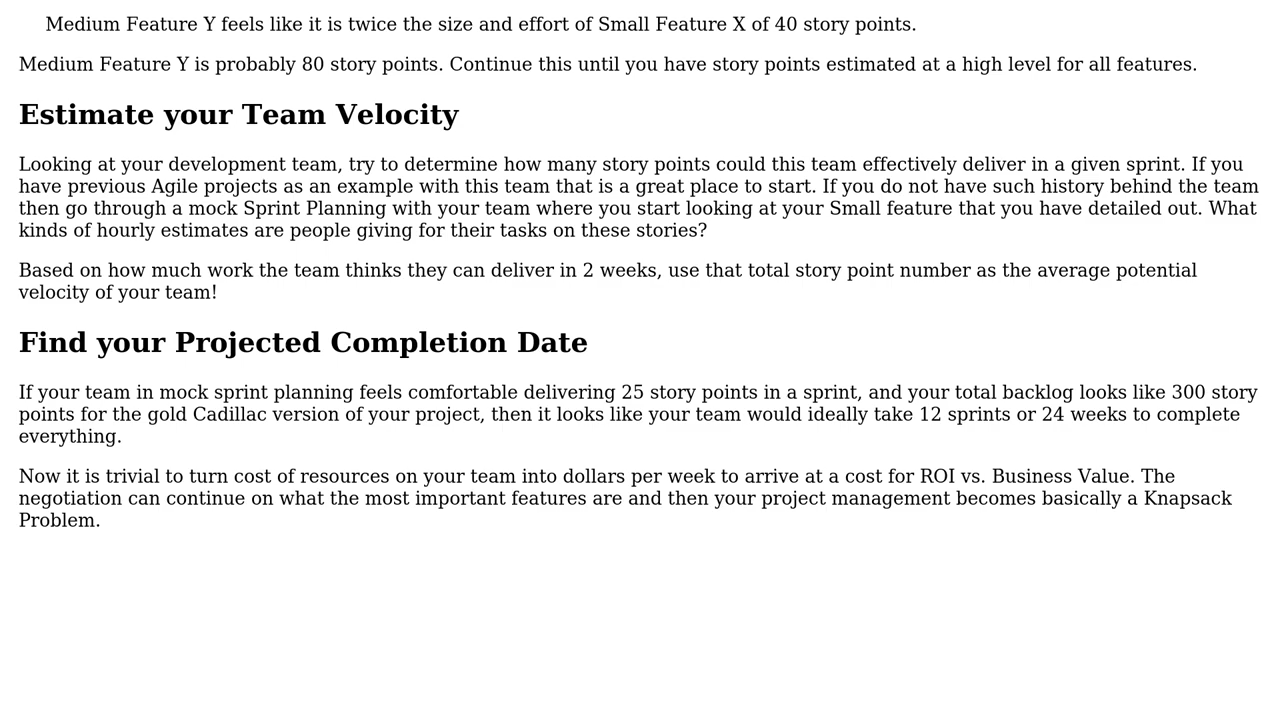 Medium Feature Y feels like it is twice the size and effort of Small Feature X of 40 story points.
Medium Feature Y is probably 80 story points. Continue this until you have story points estimated at a high level for all features.
Estimate your Team Velocity
Looking at your development team, try to determine how many story points could this team effectively deliver in a given sprint. If you
have previous Agile projects as an example with this team that is a great place to start. If you do not have such history behind the team
then go through a mock Sprint Planning with your team where you start looking at your Small feature that you have detailed out. What
kinds of hourly estimates are people giving for their tasks on these stories?
Based on how much work the team thinks they can deliver in 2 weeks, use that total story point number as the average potential
velocity of your team!
Find your Projected Completion Date
If your team in mock sprint planning feels comfortable delivering 25 story points in a sprint, and your total backlog looks like 300 story
points for the gold Cadillac version of your project, then it looks like your team would ideally take 12 sprints or 24 weeks to complete
everything.
Now it is trivial to turn cost of resources on your team into dollars per week to arrive at a cost for ROI vs. Business Value. The
negotiation can continue on what the most important features are and then your project management becomes basically a Knapsack
Problem.